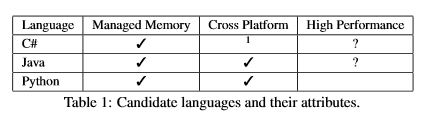 Language Managed Memory Cross Platform High Performance
C# ✓ 1 ?
Java ✓ ✓ ?
Python ✓ ✓
Table 1: Candidate languages and their attributes.